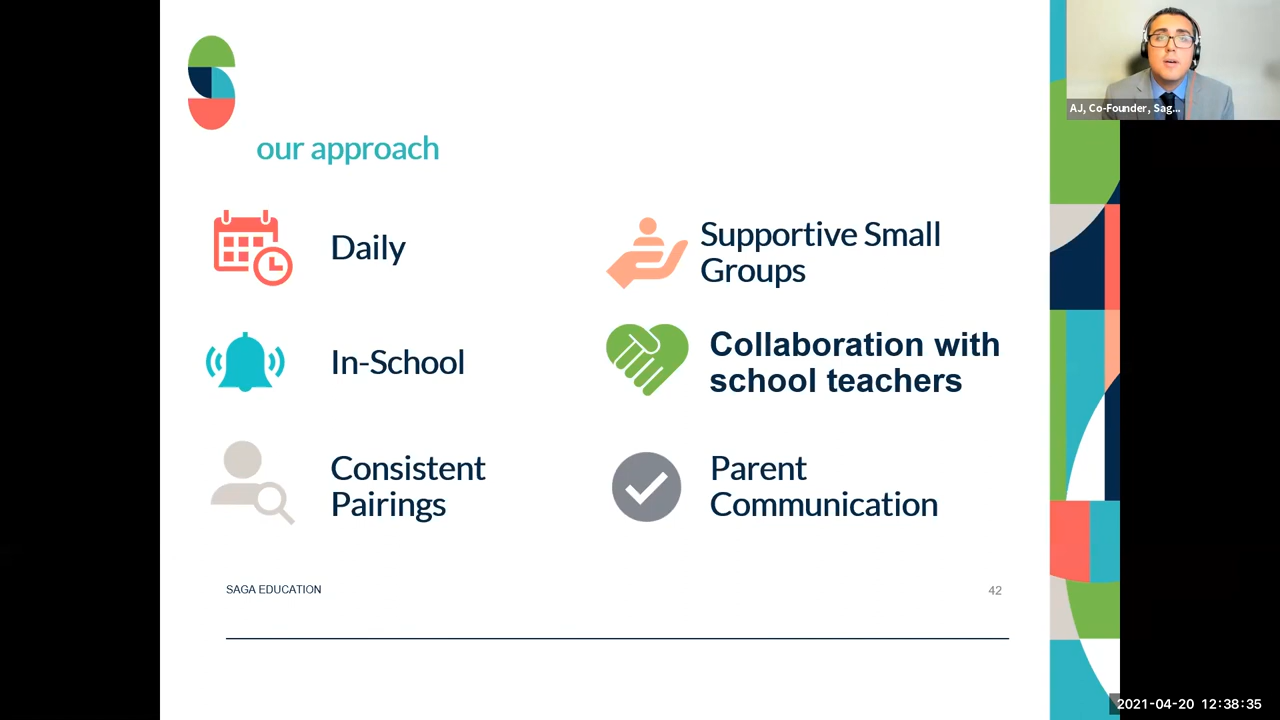 AJ, Co-Founder, Sag...
our approach
Daily
Supportive Small
Groups
In-School
Collaboration with
school teachers
Consistent
Pairings
Parent
Communication
SAGA EDUCATION
42
2021-04-20 12:38:35